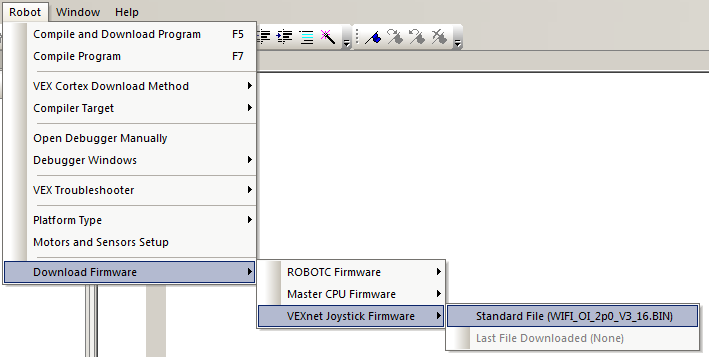 Robot Window Help
Compile and Download Program F5
Compile Program F7
VEX Cortex Download Method
Compiler Target
Open Debugger Manually
Debugger Windows
VEX Troubleshooter
Platform Type
Motors and Sensors Setup
Download Firmware
ROBOTC Firmware
Master CPU Firmware
VEXnet Joystick Firmware
Standard File (WIFI_OI_2p0_V3_16.BIN)
Last File Downloaded (None)